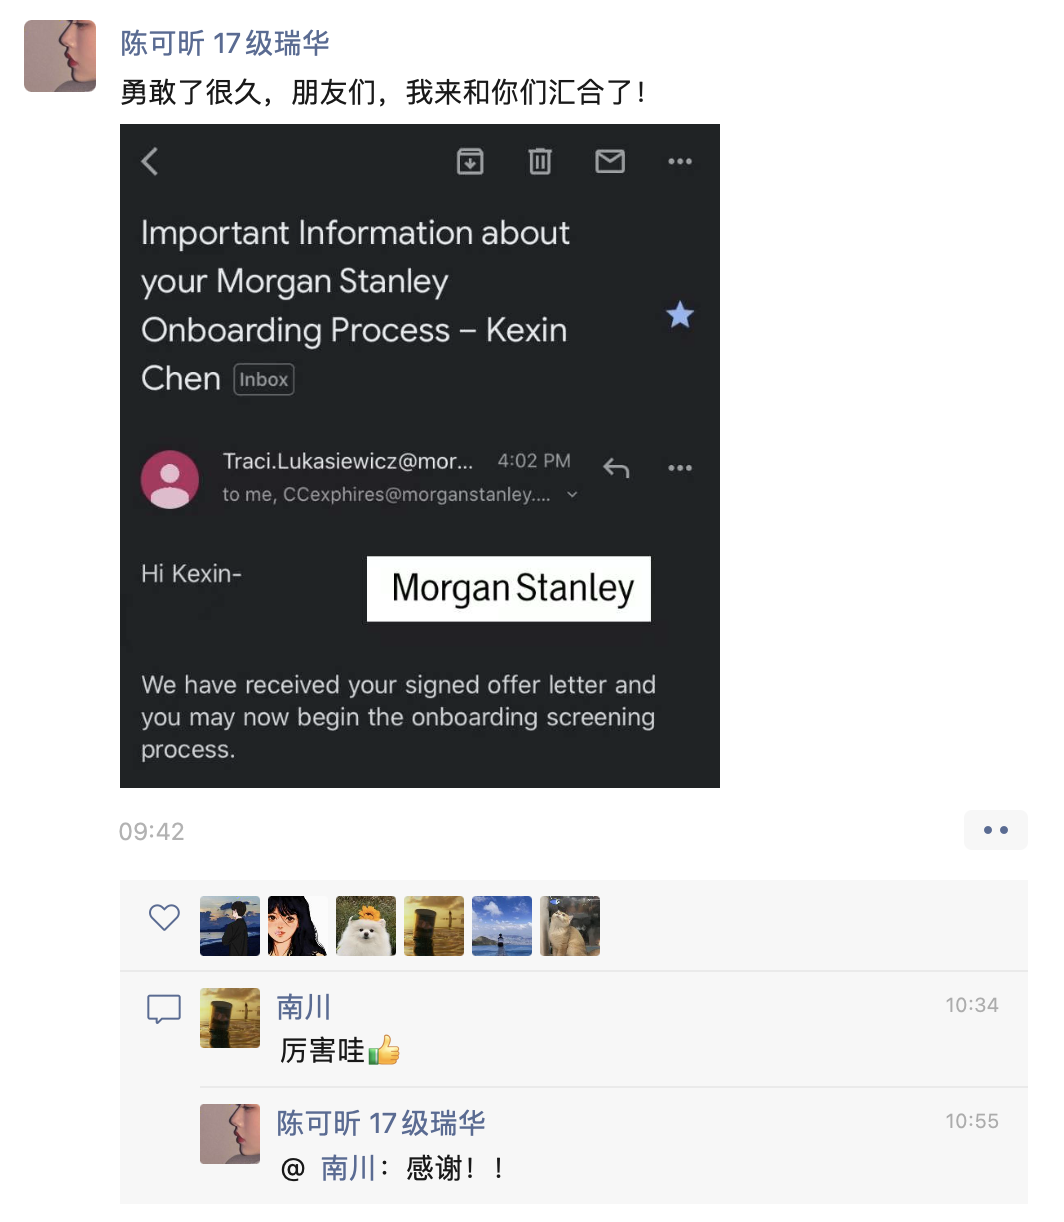 陈可昕 17级瑞华
勇敢了很久，朋友们，我来和你们汇合了！
Important Information about
your Morgan Stanley
Onboarding Process – Kexin
Chen Inbox
Traci.Lukasiewicz@mor... 4:02 PM
to me, CCexphires@morganstanley....
Hi Kexin-
Morgan Stanley
We have received your signed offer letter and
you may now begin the onboarding screening
process.
09:42
南川 10:34
厉害哇👍
陈可昕 17级瑞华 10:55
@ 南川：感谢！！